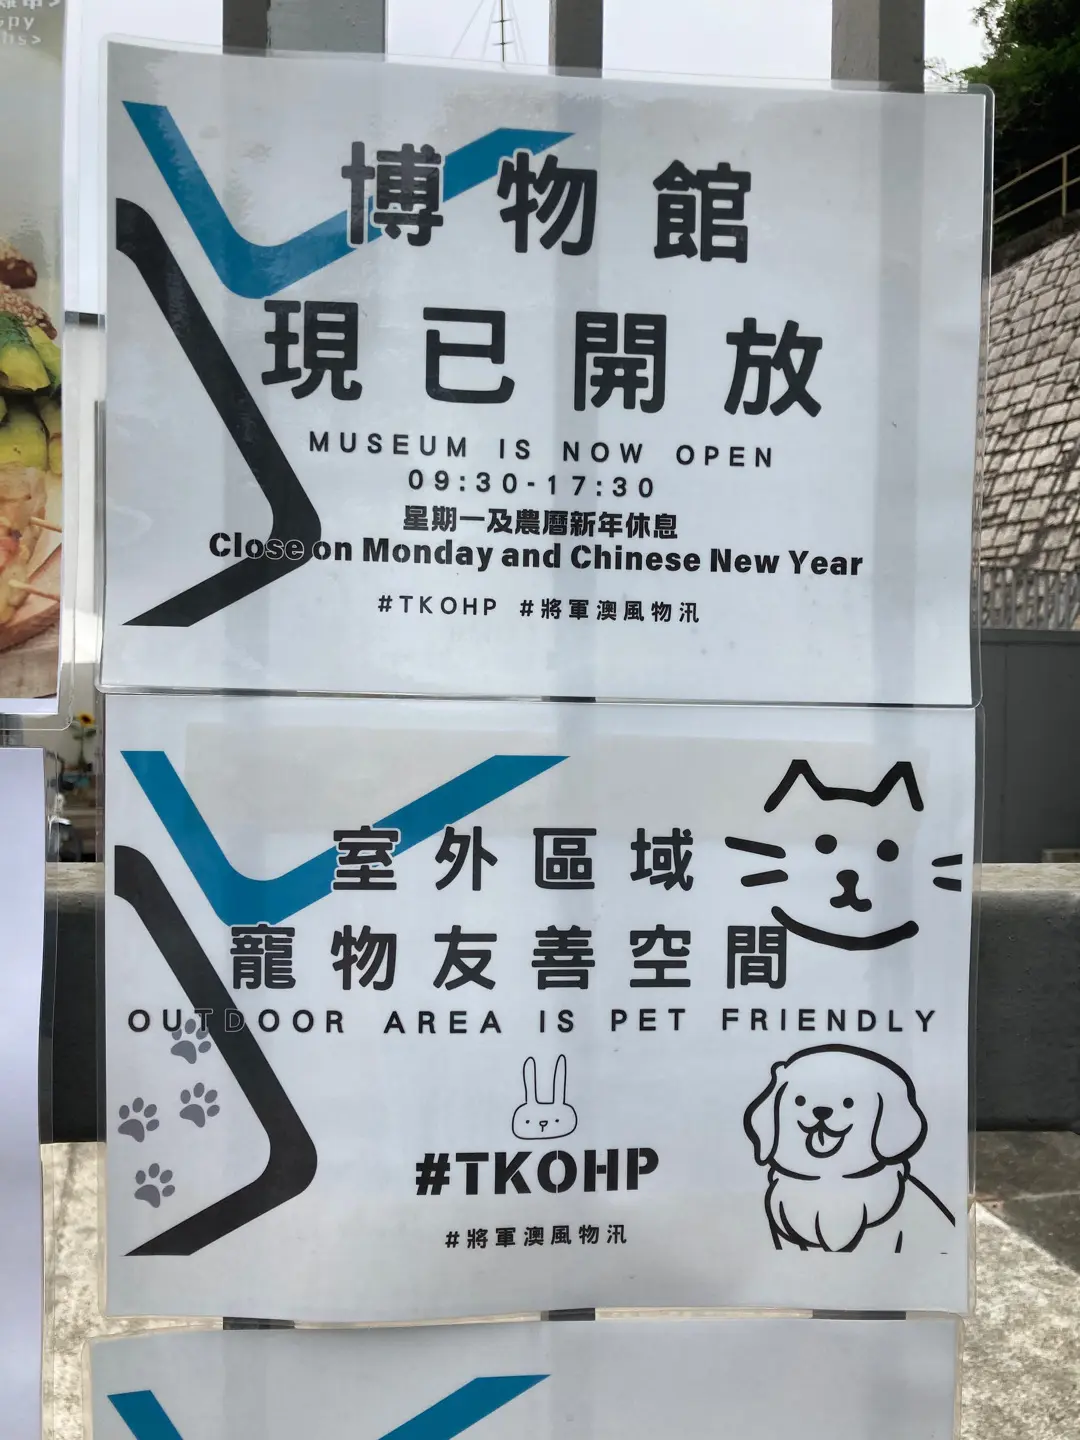 博物館
現已開放
MUSEUM IS NOW OPEN
09:30-17:30
星期一及農曆新年休息
Close on Monday and Chinese New Year
#TKOHP #將軍澳風物汛
室外區域
寵物友善空間
OUTDOOR AREA IS PET FRIENDLY
#TKOHP
#將軍澳風物汛